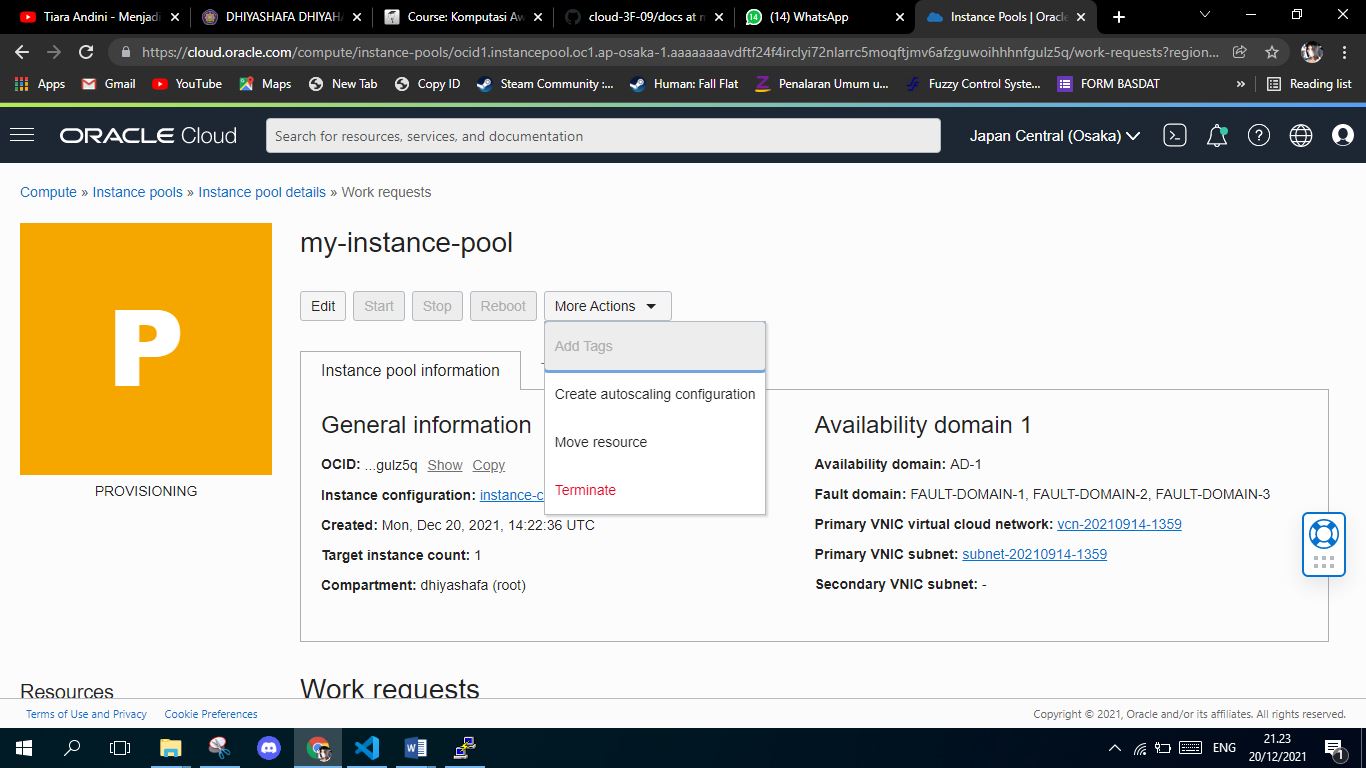 Tiara Andini - Menjadi
DHIYASHAFA DHIYAHA
Course: Komputasi Aw
cloud-3F-09/docs at m
(14) WhatsApp
Instance Pools | Oracle
https://cloud.oracle.com/compute/instance-pools/ocid1.instancepool.oc1.ap-osaka-1.aaaaaaaavdftf24f4irclyi72nlarrc5moqftjmv6afzguwoihhhnfgulz5q/work-requests?region...
Apps Gmail YouTube Maps New Tab Copy ID Steam Community :... Human: Fall Flat Penalaran Umum u... Fuzzy Control Syste... FORM BASDAT » Reading list
ORACLE Cloud
Search for resources, services, and documentation
Japan Central (Osaka)
Compute » Instance pools » Instance pool details » Work requests
P
PROVISIONING
my-instance-pool
Edit Start Stop Reboot More Actions
Add Tags
Create autoscaling configuration
Move resource
Terminate
Instance pool information
General information
OCID: ...gulz5q Show Copy
Instance configuration: instance-c
Created: Mon, Dec 20, 2021, 14:22:36 UTC
Target instance count: 1
Compartment: dhiyashafa (root)
Availability domain 1
Availability domain: AD-1
Fault domain: FAULT-DOMAIN-1, FAULT-DOMAIN-2, FAULT-DOMAIN-3
Primary VNIC virtual cloud network: vcn-20210914-1359
Primary VNIC subnet: subnet-20210914-1359
Secondary VNIC subnet: -
Resources
Work requests
Terms of Use and Privacy Cookie Preferences
Copyright © 2021, Oracle and/or its affiliates. All rights reserved.
ENG
21.23
20/12/2021
1